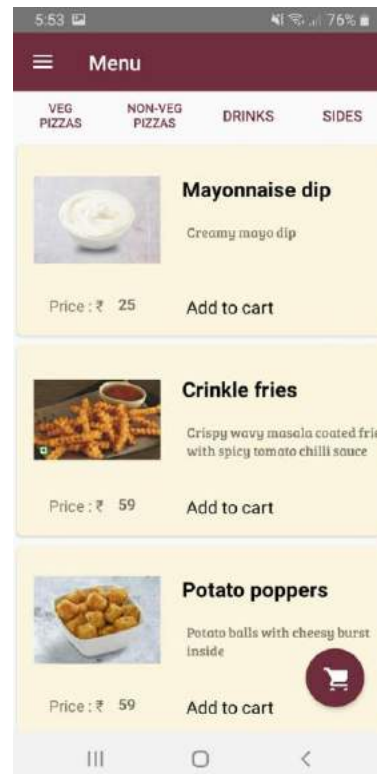 5:53 76%
Menu
VEG
PIZZAS
NON-VEG
PIZZAS
DRINKS
SIDES
Mayonnaise dip
Creamy mayo dip
Price : ₹ 25
Add to cart
Crinkle fries
Crispy wavy masala coated frie
with spicy tomato chilli sauce
Price : ₹ 59
Add to cart
Potato poppers
Potato balls with cheesy burst
inside
Price : ₹ 59
Add to cart